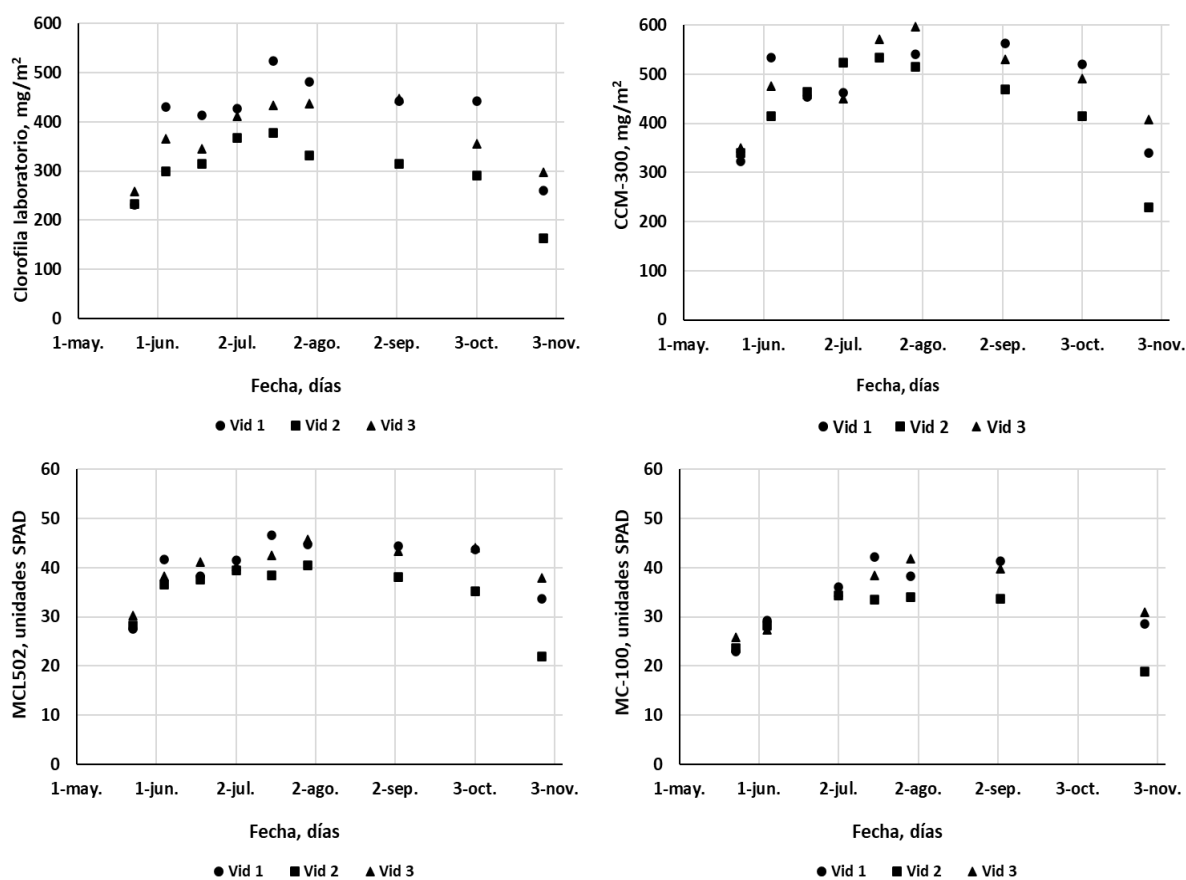 Clorofila laboratorio, mg/m²
600
500
400
300
200
100
0
1-may. 1-jun. 2-jul. 2-ago. 2-sep. 3-oct. 3-nov.
Fecha, días
● Vid 1 ■ Vid 2 ▲ Vid 3
CCM-300, mg/m²
600
500
400
300
200
100
0
1-may. 1-jun. 2-jul. 2-ago. 2-sep. 3-oct. 3-nov.
Fecha, días
● Vid 1 ■ Vid 2 ▲ Vid 3
MCL502, unidades SPAD
60
50
40
30
20
10
0
1-may. 1-jun. 2-jul. 2-ago. 2-sep. 3-oct. 3-nov.
Fecha, días
● Vid 1 ■ Vid 2 ▲ Vid 3
MC-100, unidades SPAD
60
50
40
30
20
10
0
1-may. 1-jun. 2-jul. 2-ago. 2-sep. 3-oct. 3-nov.
Fecha, días
● Vid 1 ■ Vid 2 ▲ Vid 3